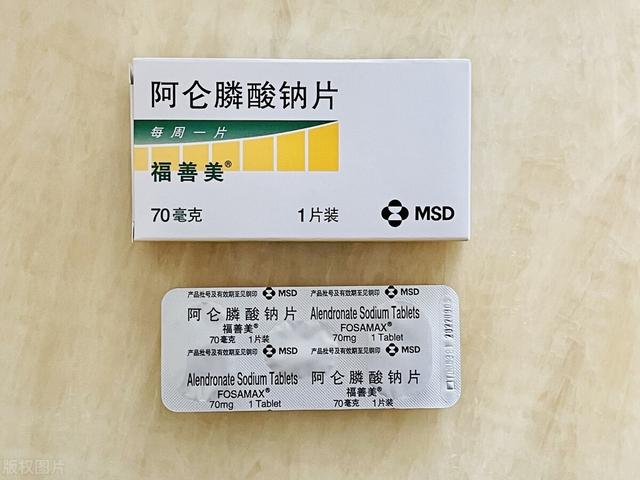 阿仑膦酸钠片
每周一片
福善美®
70毫克 1片装 MSD
产品批号及有效期至见钢印 MSD 产品批号及有效期至见钢印 MSD
阿仑膦酸钠片 Alendronate Sodium Tablets
福善美® FOSAMAX®
70毫克 1片装 70mg 1 Tablet
产品批号及有效期至见钢印 MSD 产品批号及有效期至见钢印 MSD
Alendronate Sodium Tablets 阿仑膦酸钠片
FOSAMAX® 福善美®
70mg 1 Tablet 70毫克 1片装
版权图片